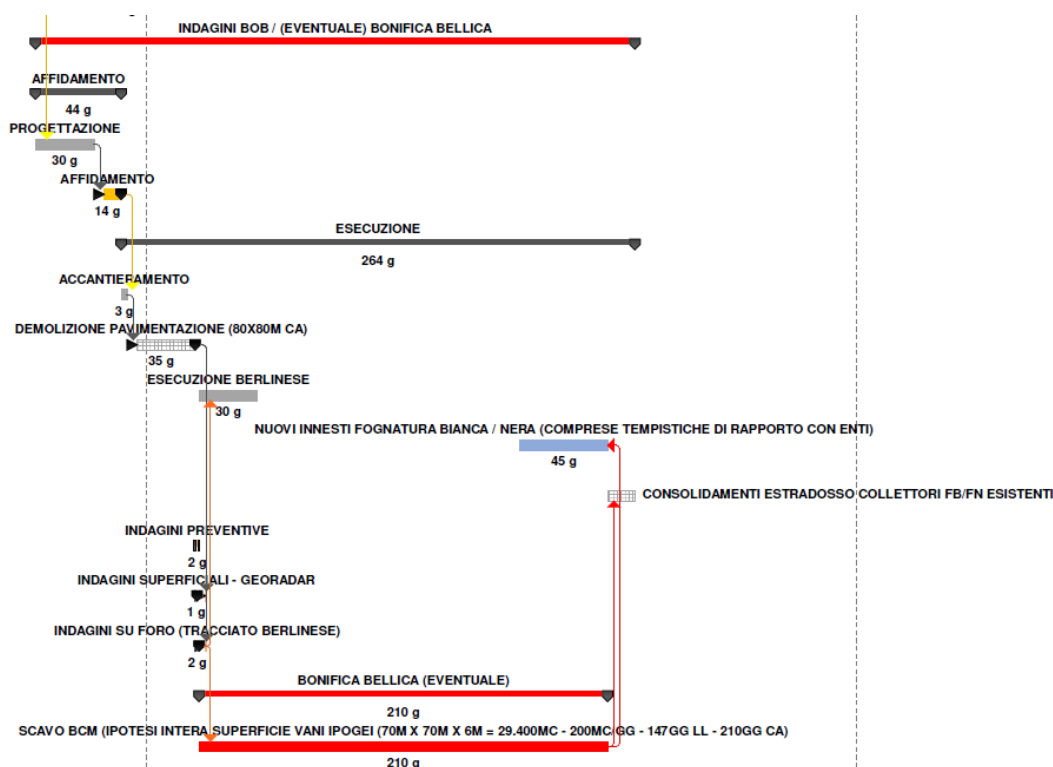 INDAGINI BOB / (EVENTUALE) BONIFICA BELLICA
AFFIDAMENTO
44 g
PROGETTAZIONE
30 g
AFFIDAMENTO
14 g
ESECUZIONE
264 g
ACCANTIERAMENTO
3 g
DEMOLIZIONE PAVIMENTAZIONE (80X80M CA)
35 g
ESECUZIONE BERLINESE
30 g
NUOVI INNESTI FOGNATURA BIANCA / NERA (COMPRESE TEMPISTICHE DI RAPPORTO CON ENTI)
45 g
CONSOLIDAMENTI ESTRADOSSO COLLETTORI FB/FN ESISTENTI
INDAGINI PREVENTIVE
2 g
INDAGINI SUPERFICIALI - GEORADAR
1 g
INDAGINI SU FORO (TRACCIATO BERLINESE)
2 g
BONIFICA BELLICA (EVENTUALE)
210 g
SCAVO BCM (IPOTESI INTERA SUPERFICIE VANI IPOGEI (70M X 70M X 6M = 29.400MC - 200MC/GG - 147GG LL - 210GG CA)
210 g